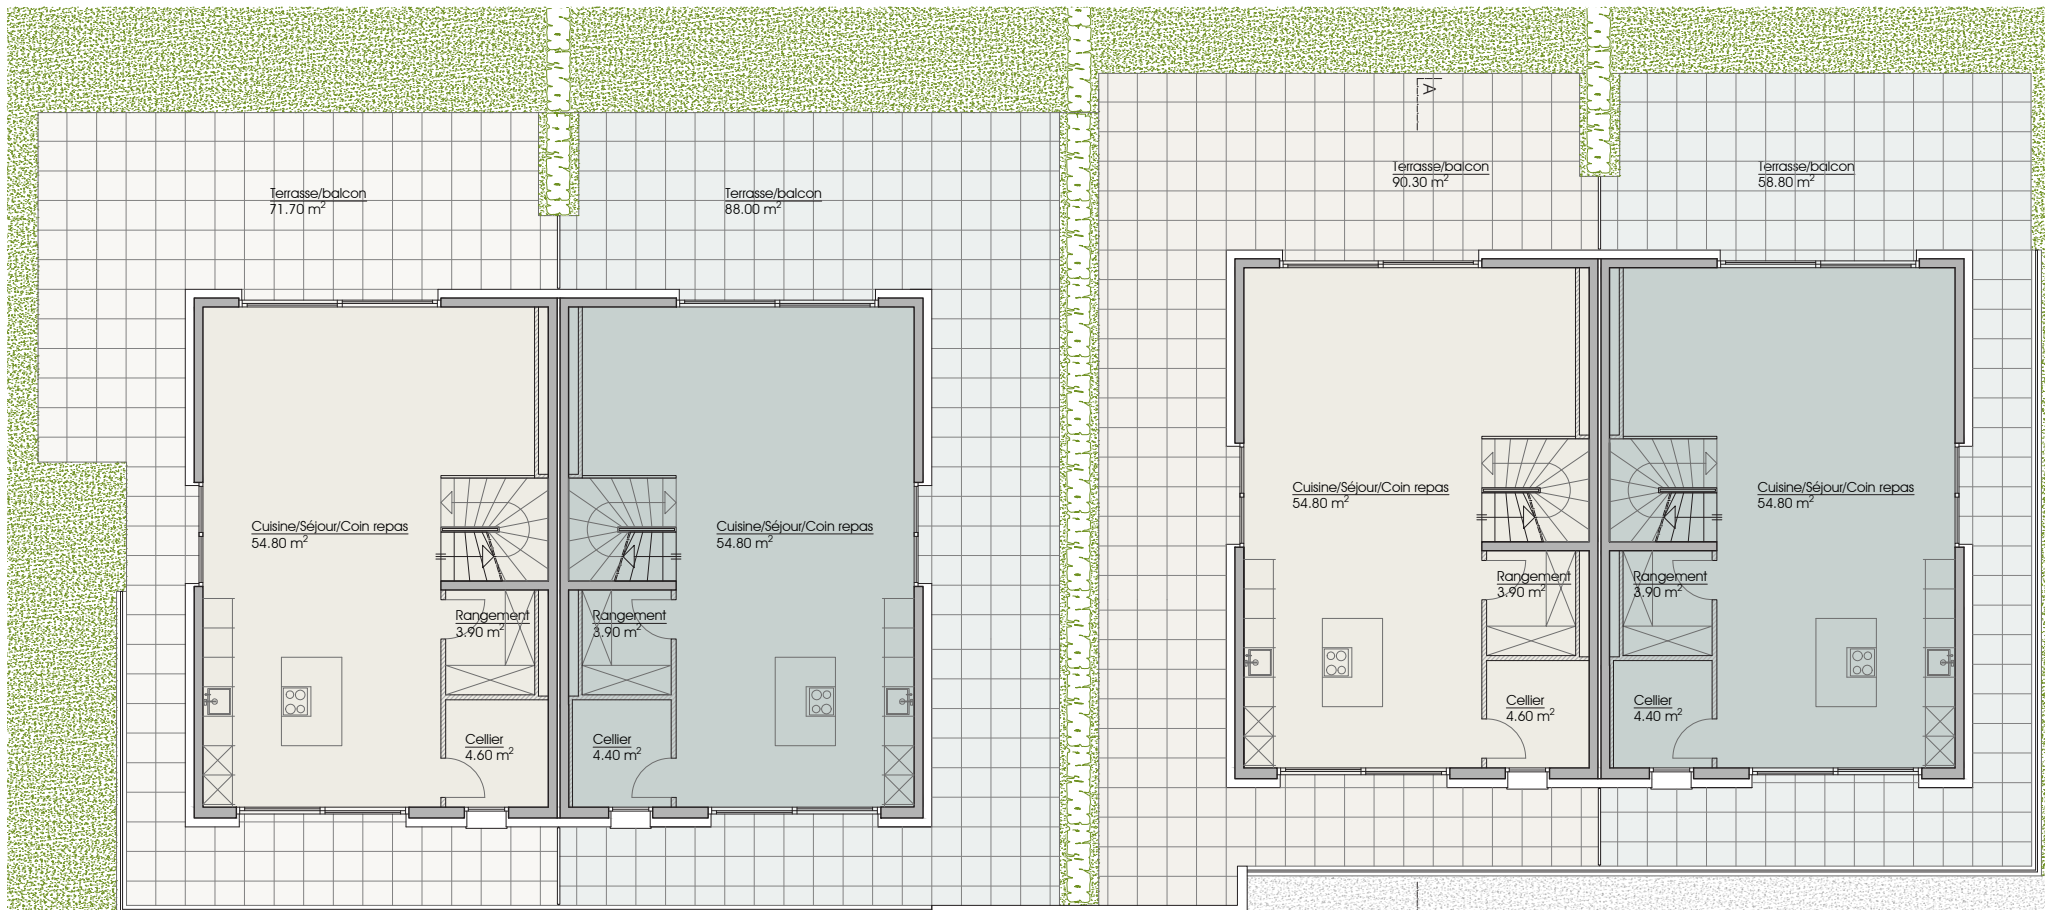 A
Terrasse/balcon
71.70 m²
Terrasse/balcon
88.00 m²
Terrasse/balcon
90.30 m²
Terrasse/balcon
58.80 m²
Cuisine/Séjour/Coin repas
54.80 m²
Cuisine/Séjour/Coin repas
54.80 m²
Cuisine/Séjour/Coin repas
54.80 m²
Cuisine/Séjour/Coin repas
54.80 m²
Rangement
3.90 m²
Rangement
3.90 m²
Rangement
3.90 m²
Rangement
3.90 m²
Cellier
4.60 m²
Cellier
4.40 m²
Cellier
4.60 m²
Cellier
4.40 m²